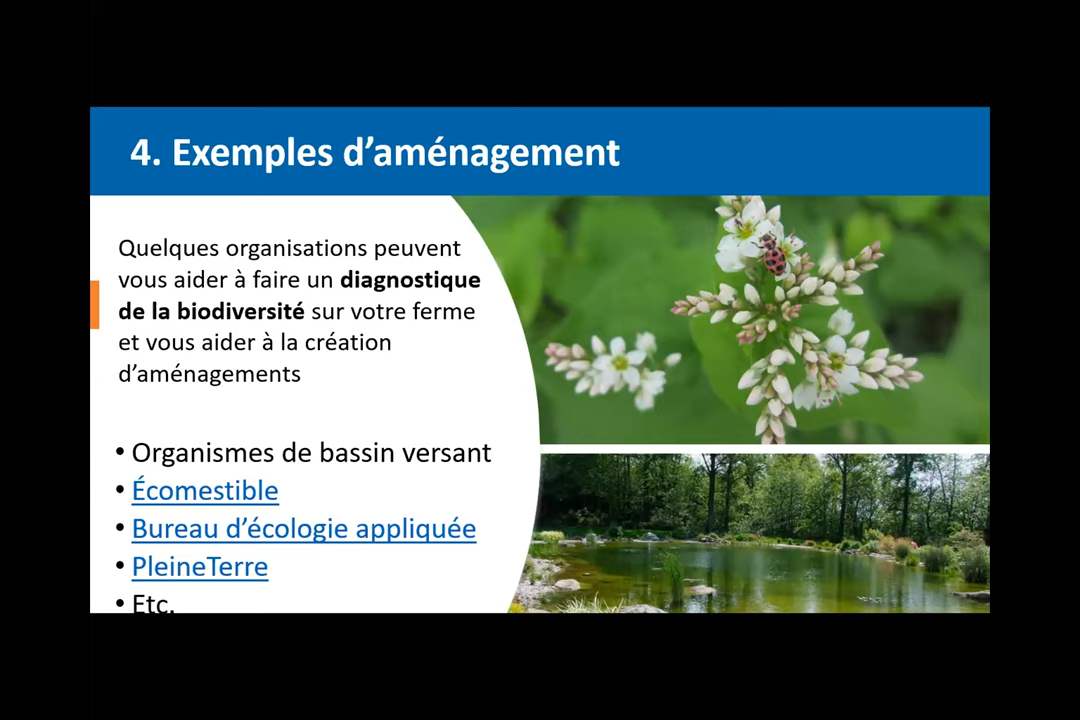 4. Exemples d’aménagement
Quelques organisations peuvent
vous aider à faire un diagnostique
de la biodiversité sur votre ferme
et vous aider à la création
d’aménagements
• Organismes de bassin versant
• Écomestible
• Bureau d’écologie appliquée
• PleineTerre
• Etc.